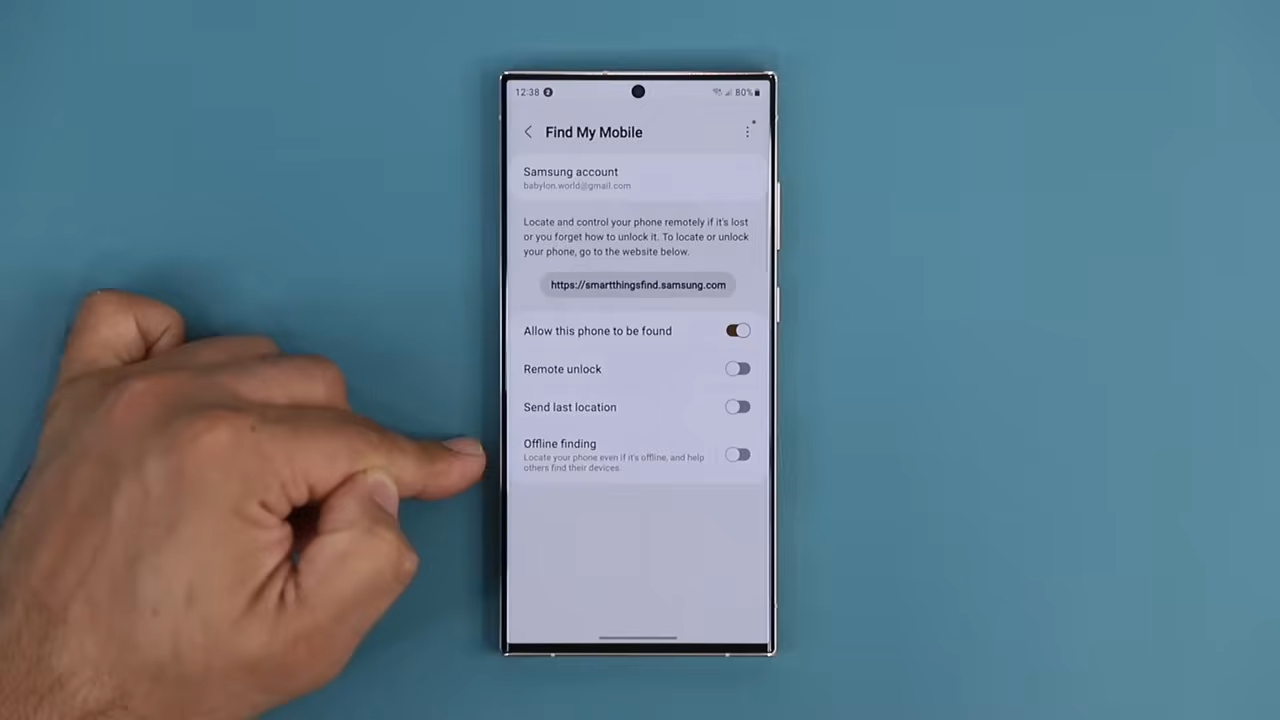 12:38
80%
Find My Mobile
Samsung account
babylon.world@gmail.com
Locate and control your phone remotely if it's lost
or you forget how to unlock it. To locate or unlock
your phone, go to the website below.
https://smartthingsfind.samsung.com
Allow this phone to be found
Remote unlock
Send last location
Offline finding
Locate your phone even if it's offline, and help
others find their devices.